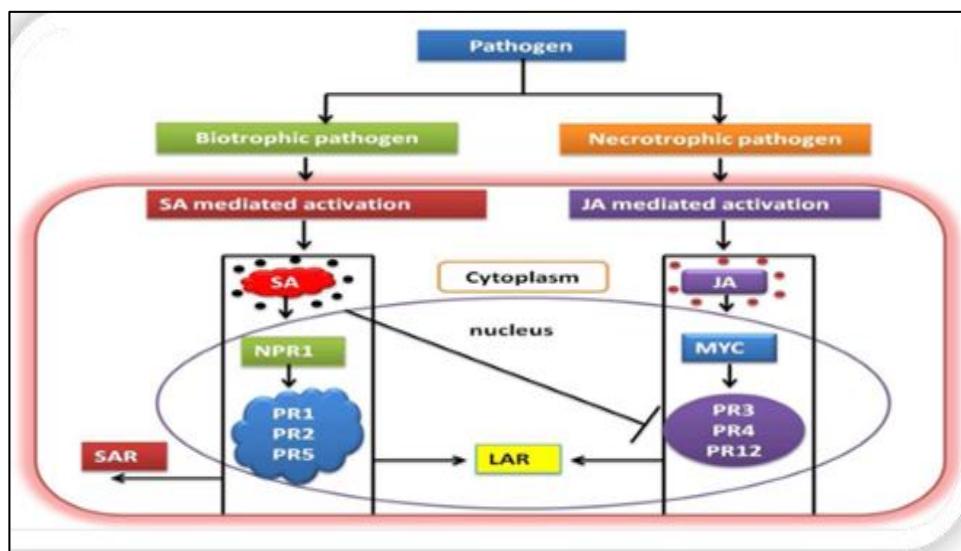 Pathogen
Biotrophic pathogen
Necrotrophic pathogen
SA mediated activation
JA mediated activation
SA
Cytoplasm
JA
nucleus
NPR1
MYC
PR1
PR2
PR5
PR3
PR4
PR12
SAR
LAR